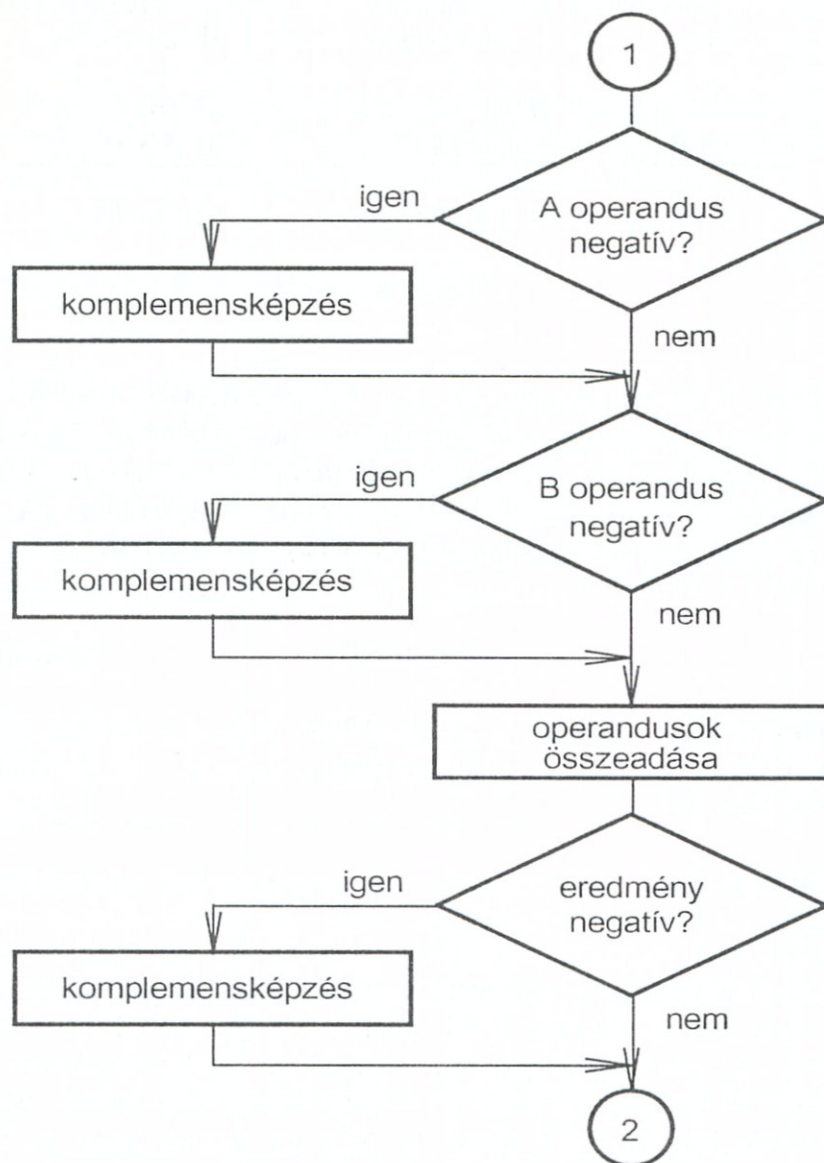 1
igen
A operandus
negatív?
komplemensképzés
nem
igen
B operandus
negatív?
komplemensképzés
nem
operandusok
összeadása
igen
eredmény
negatív?
komplemensképzés
nem
2